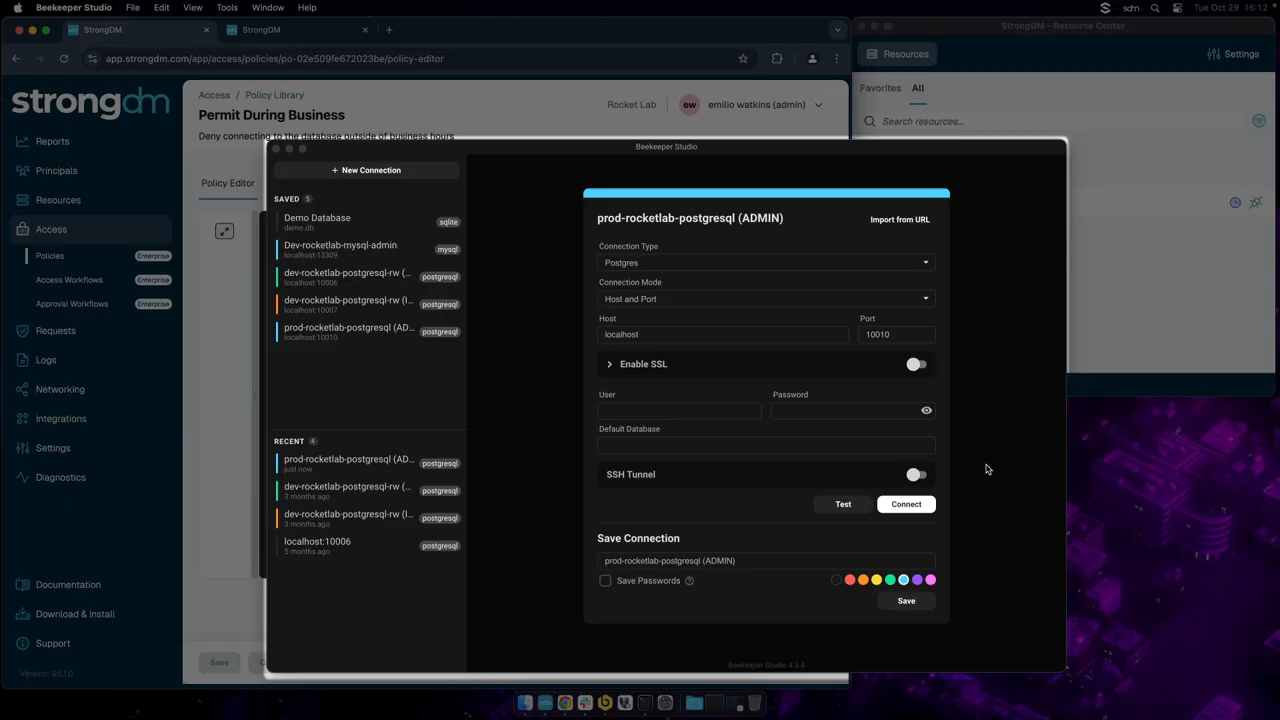 Beekeeper Studio File Edit View Tools Window Help
sdm Tue Oct 29 16:12
StrongDM
StrongDM
StrongDM - Resource Center
app.strongdm.com/app/access/policies/po-02e509fe672023be/policy-editor
Resources
Settings
strongdm
Access / Policy Library
Permit During Business
Rocket Lab
ew
emilio watkins (admin)
Deny connecting to the database outside of business hours
Favorites
All
Search resources...
Reports
Principals
Resources
Access
Policies
Enterprise
Access Workflows
Enterprise
Approval Workflows
Enterprise
Requests
Logs
Networking
Integrations
Settings
Diagnostics
Documentation
Download & Install
Support
Version: 95.1.0
Policy Editor
Save
Beekeeper Studio
+ New Connection
SAVED 5
Demo Database
demo.db
sqlite
Dev-rocketlab-mysql-admin
localhost:13309
mysql
dev-rocketlab-postgresql-rw (...
localhost:10006
postgresql
dev-rocketlab-postgresql-rw (I...
localhost:10007
postgresql
prod-rocketlab-postgresql (AD...
localhost:10010
postgresql
RECENT 4
prod-rocketlab-postgresql (AD...
just now
postgresql
dev-rocketlab-postgresql-rw (...
3 months ago
postgresql
dev-rocketlab-postgresql-rw (I...
3 months ago
postgresql
localhost:10006
5 months ago
postgresql
prod-rocketlab-postgresql (ADMIN)
Import from URL
Connection Type
Postgres
Connection Mode
Host and Port
Host
Port
localhost
10010
Enable SSL
User
Password
Default Database
SSH Tunnel
Test
Connect
Save Connection
prod-rocketlab-postgresql (ADMIN)
Save Passwords
Save
Beekeeper Studio 4.3.4